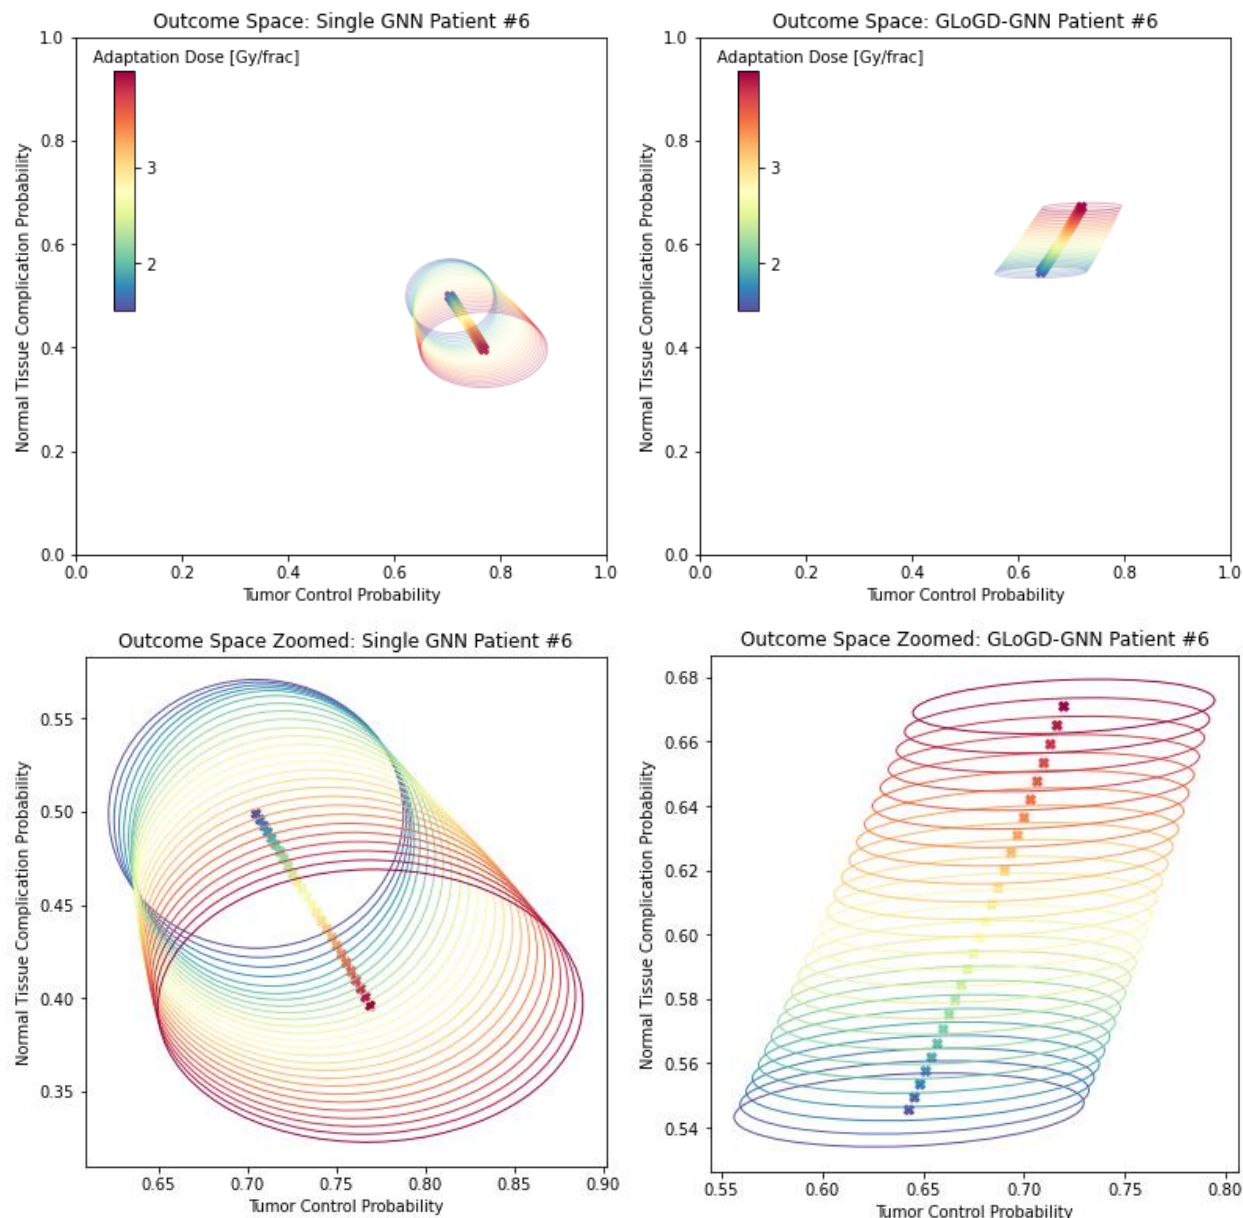 Outcome Space: Single GNN Patient #6
Adaptation Dose [Gy/frac]
3
2
1.0
0.8
0.6
0.4
0.2
0.0
Normal Tissue Complication Probability
0.0 0.2 0.4 0.6 0.8 1.0
Tumor Control Probability
Outcome Space: GLoGD-GNN Patient #6
Adaptation Dose [Gy/frac]
3
2
1.0
0.8
0.6
0.4
0.2
0.0
Normal Tissue Complication Probability
0.0 0.2 0.4 0.6 0.8 1.0
Tumor Control Probability
Outcome Space Zoomed: Single GNN Patient #6
0.55
0.50
0.45
0.40
0.35
Normal Tissue Complication Probability
0.65 0.70 0.75 0.80 0.85 0.90
Tumor Control Probability
Outcome Space Zoomed: GLoGD-GNN Patient #6
0.68
0.66
0.64
0.62
0.60
0.58
0.56
0.54
Normal Tissue Complication Probability
0.55 0.60 0.65 0.70 0.75 0.80
Tumor Control Probability